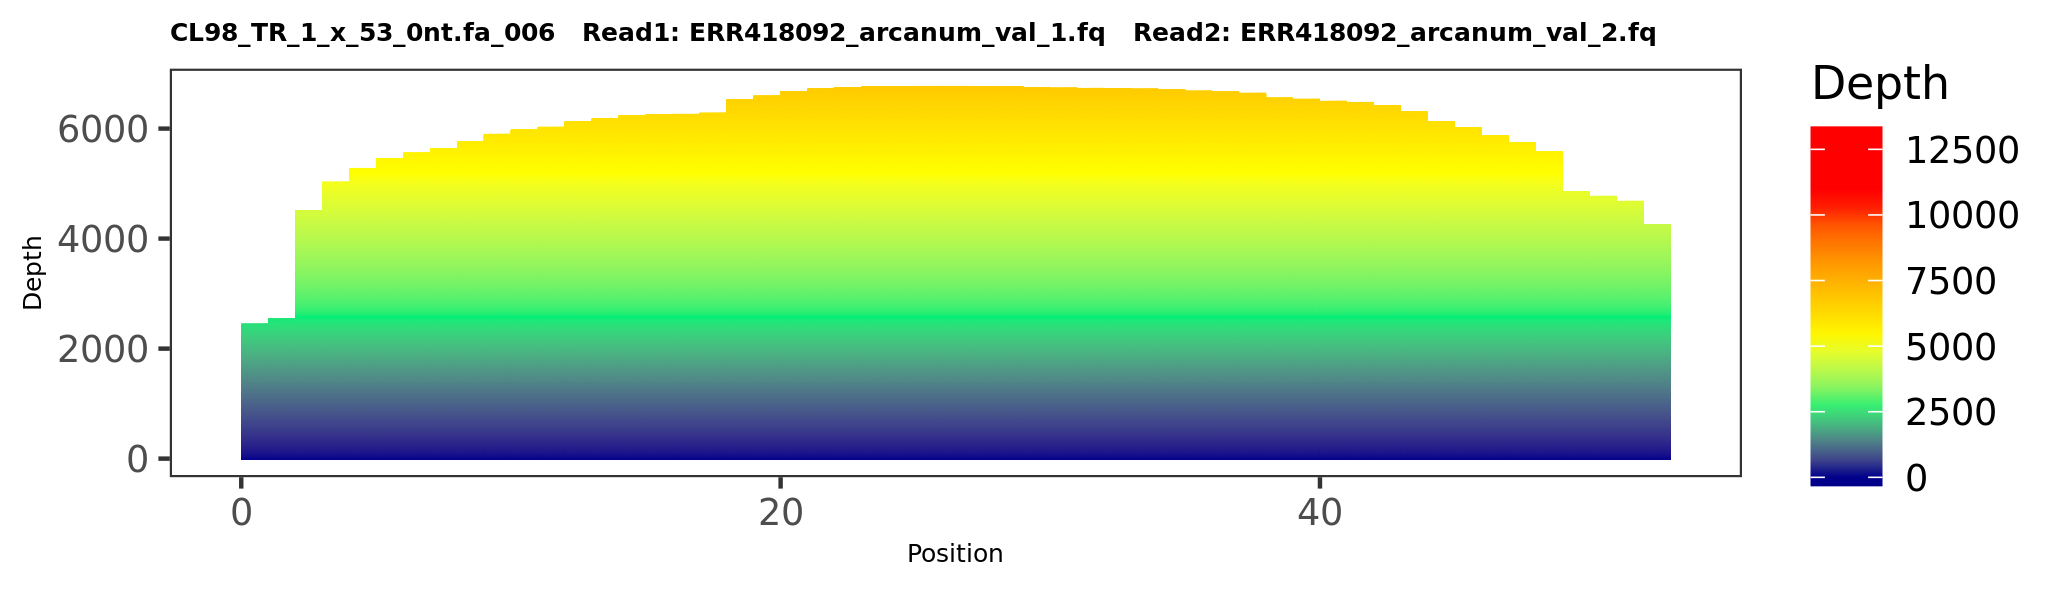 CL98_TR_1_x_53_0nt.fa_006 Read1: ERR418092_arcanum_val_1.fq Read2: ERR418092_arcanum_val_2.fq
Depth
12500
10000
7500
5000
2500
0
Depth
6000
4000
2000
0
0 20 40
Position